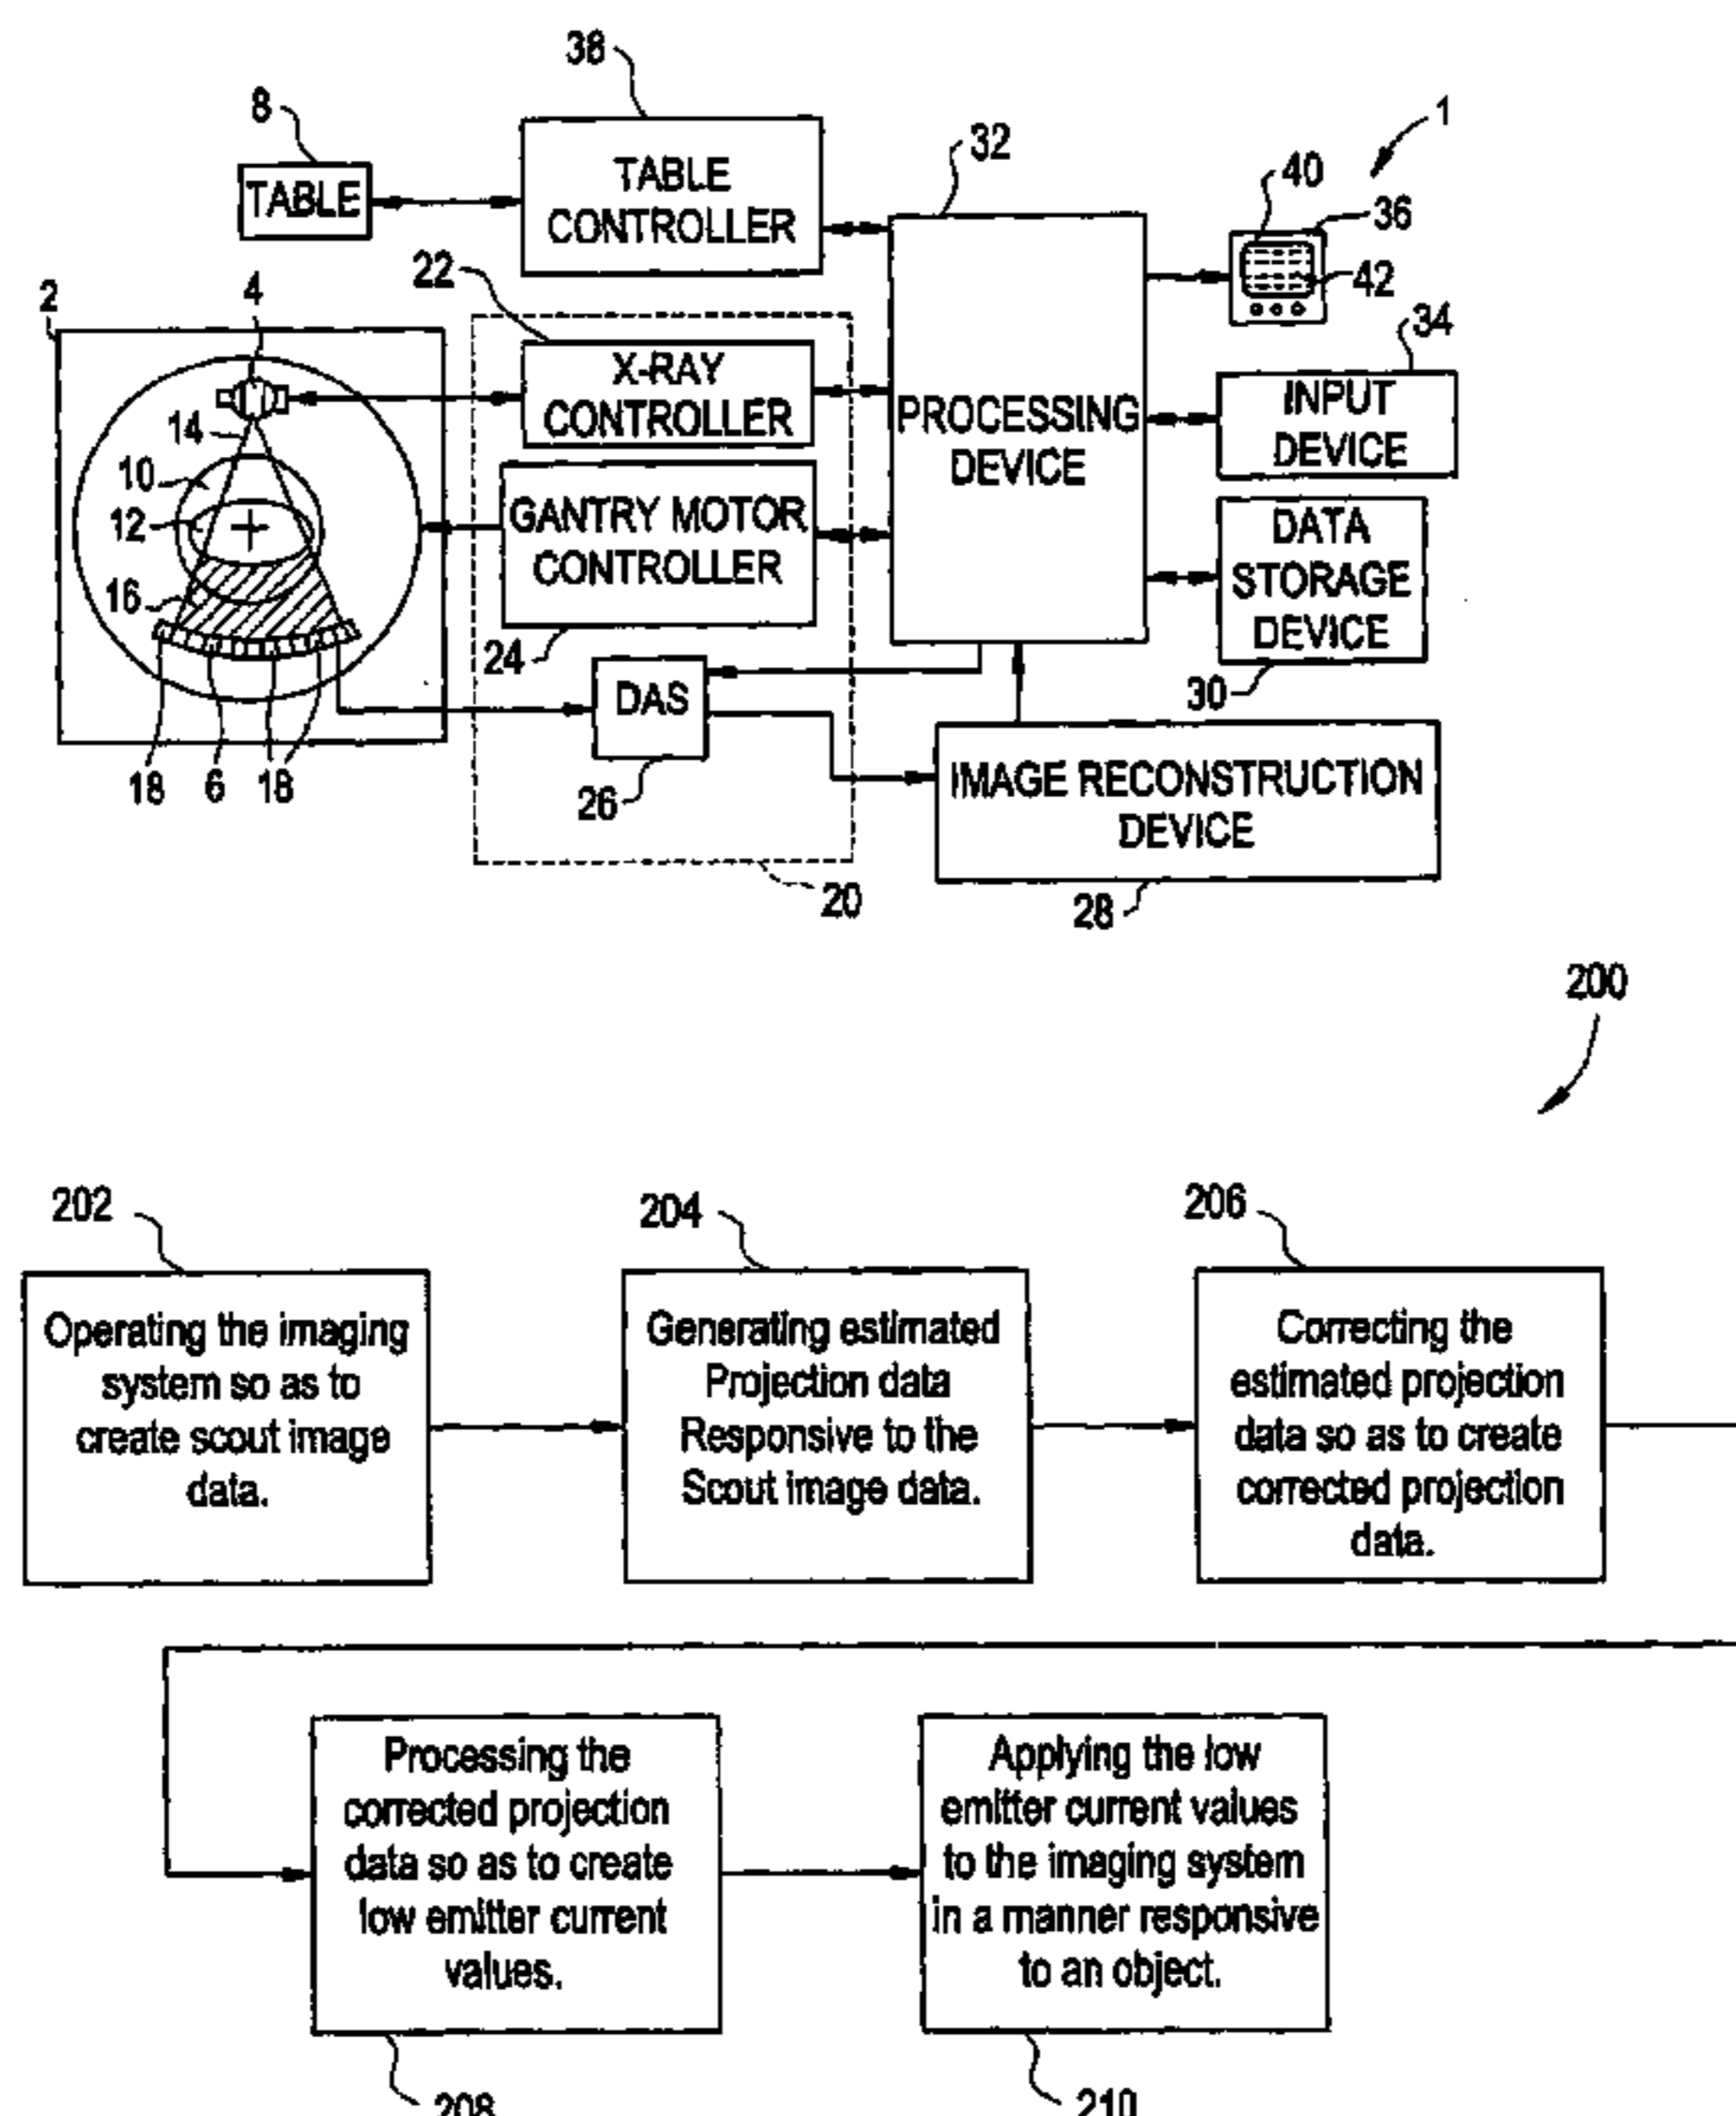 38
8
1
32
40
TABLE
TABLE
CONTROLLER
36
22
42
2
4
34
X-RAY
CONTROLLER
INPUT
DEVICE
14
PROCESSING
DEVICE
10
12
GANTRY MOTOR
CONTROLLER
DATA
STORAGE
DEVICE
16
24
DAS
30
18
6
18
26
IMAGE RECONSTRUCTION
DEVICE
20
28
200
202
204
206
Operating the imaging
system so as to
create scout image
data.
Generating estimated
Projection data
Responsive to the
Scout image data.
Correcting the
estimated projection
data so as to create
corrected projection
data.
Processing the
corrected projection
data so as to create
low emitter current
values.
Applying the low
emitter current values
to the imaging system
in a manner responsive
to an object.
208
210